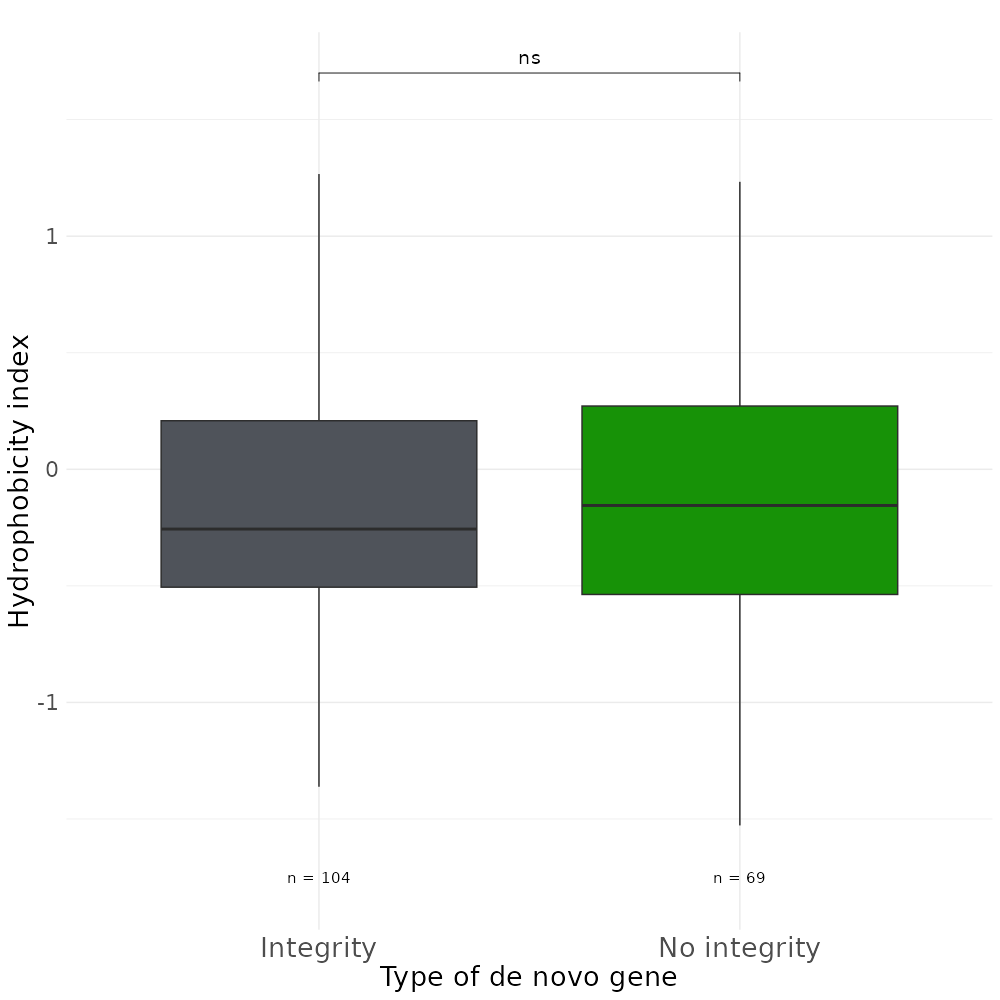 ns
Hydrophobicity index
1
0
-1
n = 104
n = 69
Integrity
No integrity
Type of de novo gene